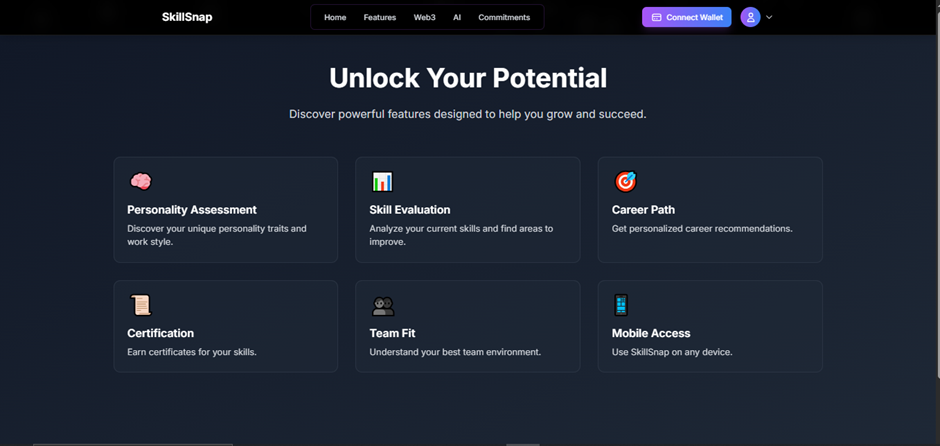 SkillSnap
Home Features Web3 AI Commitments
Connect Wallet
Unlock Your Potential
Discover powerful features designed to help you grow and succeed.
Personality Assessment
Discover your unique personality traits and
work style.
Skill Evaluation
Analyze your current skills and find areas to
improve.
Career Path
Get personalized career recommendations.
Certification
Earn certificates for your skills.
Team Fit
Understand your best team environment.
Mobile Access
Use SkillSnap on any device.